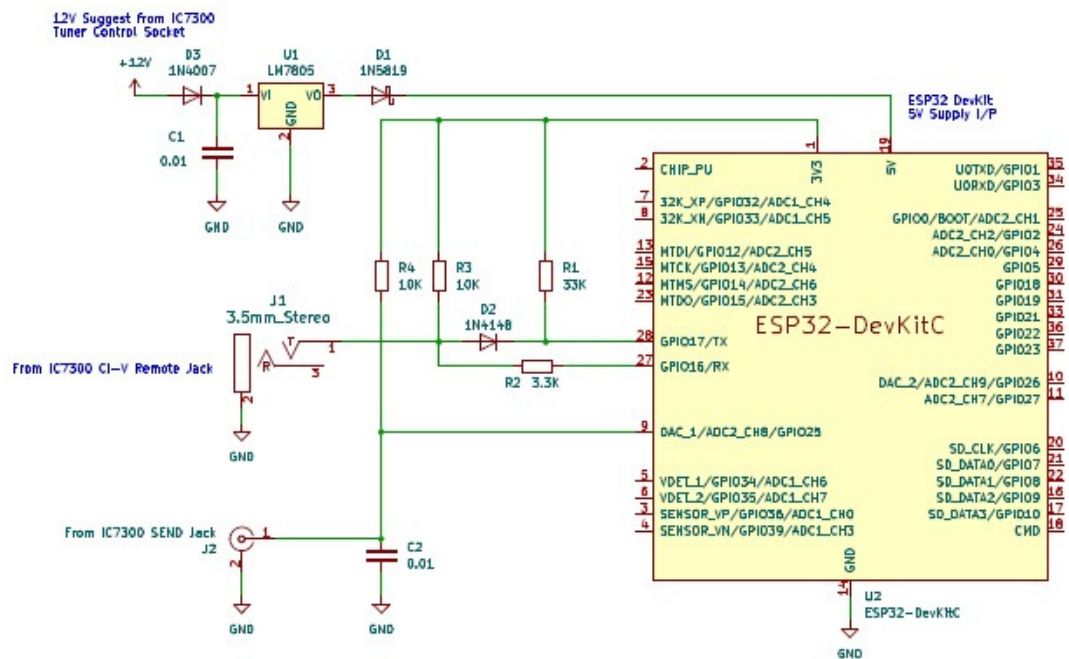 12V Suggest from IC7300
Tuner Control Socket
+12V
D3
1N4007
U1
LM7805
D1
1N5819
1
VI
VO
3
GND
2
C1
0.01
GND
GND
ESP32 DevKit
5V Supply I/P
1
19
3V3
5V
2
CHIP_PU
7
32K_XP/GPIO32/ADC1_CH4
8
32K_XN/GPIO33/ADC1_CH5
13
MTDI/GPIO12/ADC2_CH5
15
MTCK/GPIO13/ADC2_CH4
12
MTMS/GPIO14/ADC2_CH6
23
MTDO/GPIO15/ADC2_CH3
28
GPIO17/TX
27
GPIO16/RX
9
DAC_1/ADC2_CH8/GPIO25
5
VDET_1/GPIO34/ADC1_CH6
6
VDET_2/GPIO35/ADC1_CH7
3
SENSOR_VP/GPIO36/ADC1_CH0
4
SENSOR_VN/GPIO39/ADC1_CH3
ESP32-DevKitC
U0TXD/GPIO1
35
U0RXD/GPIO3
34
GPIO0/BOOT/ADC2_CH1
25
ADC2_CH2/GPIO2
24
ADC2_CH0/GPIO4
26
GPIO5
29
GPIO18
30
GPIO19
31
GPIO21
33
GPIO22
36
GPIO23
37
DAC_2/ADC2_CH9/GPIO26
10
ADC2_CH7/GPIO27
11
SD_CLK/GPIO6
20
SD_DATA0/GPIO7
21
SD_DATA1/GPIO8
22
SD_DATA2/GPIO9
16
SD_DATA3/GPIO10
17
CMD
18
GND
14
U2
ESP32-DevKitC
GND
R4
10K
R3
10K
R1
33K
D2
1N4148
R2 3.3K
J1
3.5mm_Stereo
T
1
R
3
2
From IC7300 CI-V Remote Jack
GND
From IC7300 SEND Jack
J2
1
2
C2
0.01
GND
GND